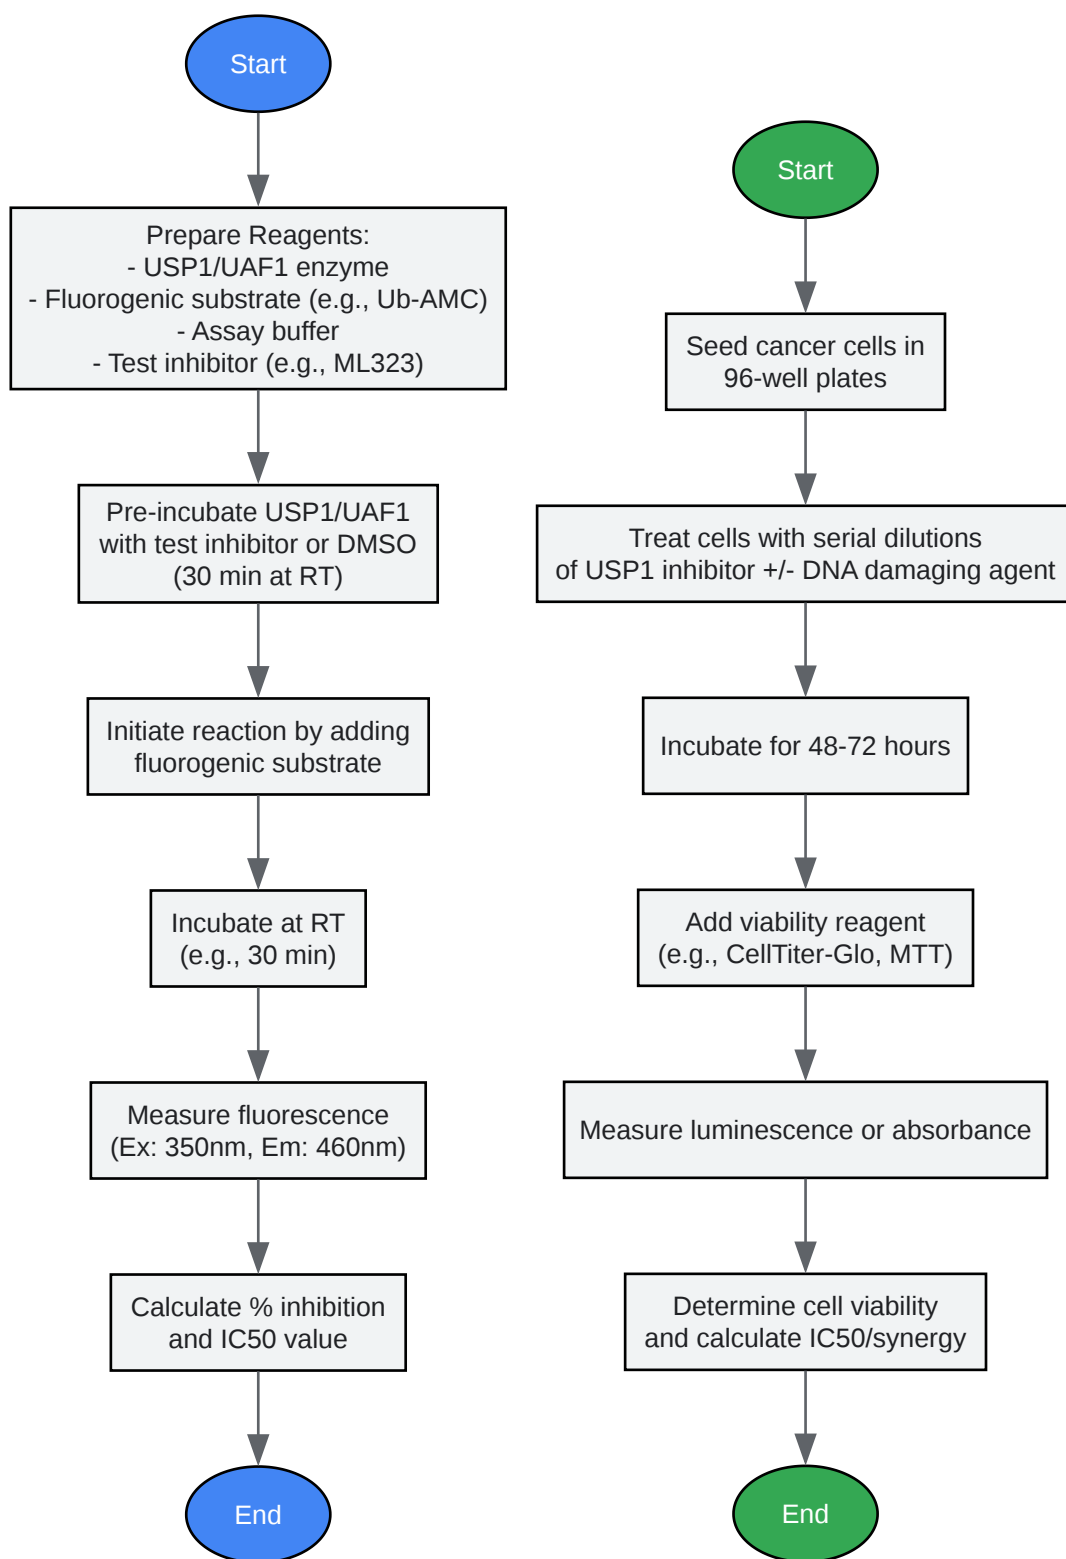 Start
Prepare Reagents:
- USP1/UAF1 enzyme
- Fluorogenic substrate (e.g., Ub-AMC)
- Assay buffer
- Test inhibitor (e.g., ML323)
Pre-incubate USP1/UAF1
with test inhibitor or DMSO
(30 min at RT)
Initiate reaction by adding
fluorogenic substrate
Incubate at RT
(e.g., 30 min)
Measure fluorescence
(Ex: 350nm, Em: 460nm)
Calculate % inhibition
and IC50 value
End
Start
Seed cancer cells in
96-well plates
Treat cells with serial dilutions
of USP1 inhibitor +/- DNA damaging agent
Incubate for 48-72 hours
Add viability reagent
(e.g., CellTiter-Glo, MTT)
Measure luminescence or absorbance
Determine cell viability
and calculate IC50/synergy
End